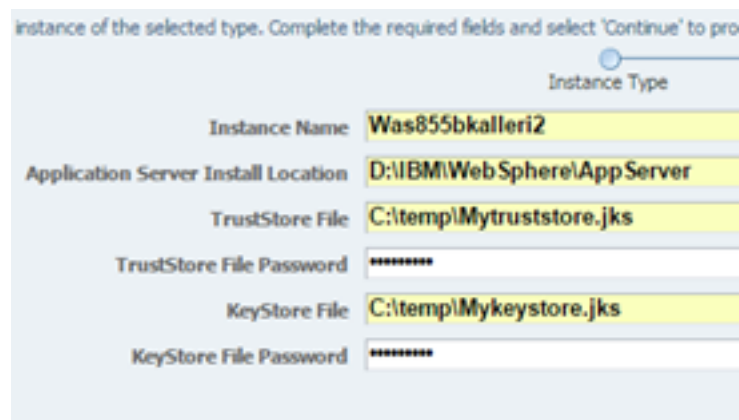 instance of the selected type. Complete the required fields and select 'Continue' to pro
Instance Type
Instance Name Was855bkalleri2
Application Server Install Location D:\IBM\WebSphere\AppServer
TrustStore File C:\temp\Mytruststore.jks
TrustStore File Password •••••••••
KeyStore File C:\temp\Mykeystore.jks
KeyStore File Password •••••••••